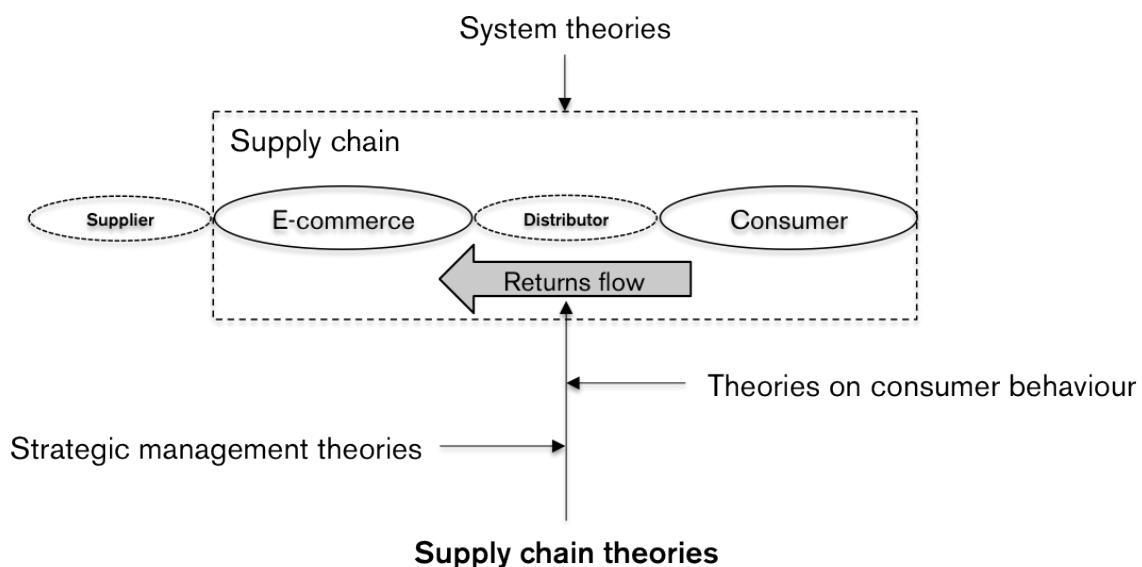 System theories
Supply chain
Supplier
E-commerce
Distributor
Consumer
Returns flow
Theories on consumer behaviour
Strategic management theories
Supply chain theories